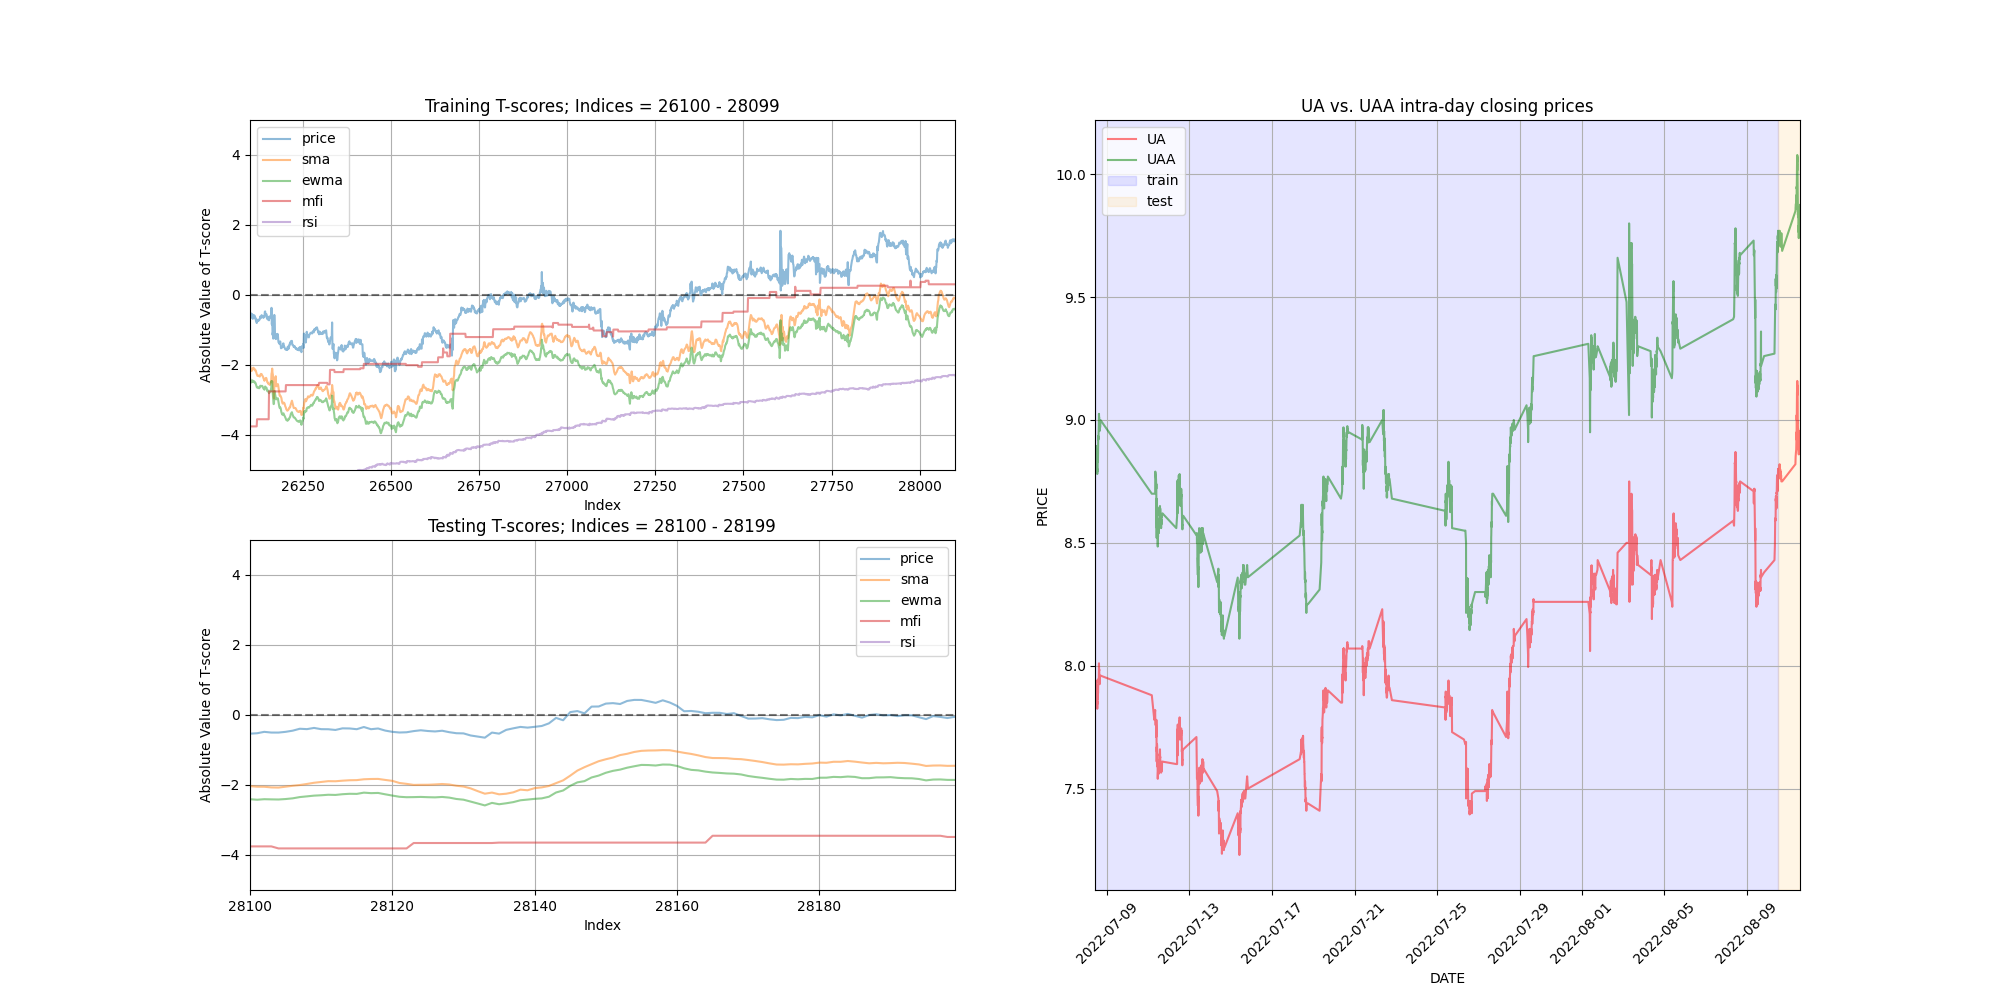 Training T-scores; Indices = 26100 - 28099
price
sma
ewma
mfi
rsi
4
2
0
−2
−4
Absolute Value of T-score
26250 26500 26750 27000 27250 27500 27750 28000
Index
Testing T-scores; Indices = 28100 - 28199
price
sma
ewma
mfi
rsi
4
2
0
−2
−4
Absolute Value of T-score
28100 28120 28140 28160 28180
Index
UA vs. UAA intra-day closing prices
UA
UAA
train
test
10.0
9.5
9.0
8.5
8.0
7.5
PRICE
2022-07-09 2022-07-13 2022-07-17 2022-07-21 2022-07-25 2022-07-29 2022-08-01 2022-08-05 2022-08-09
DATE